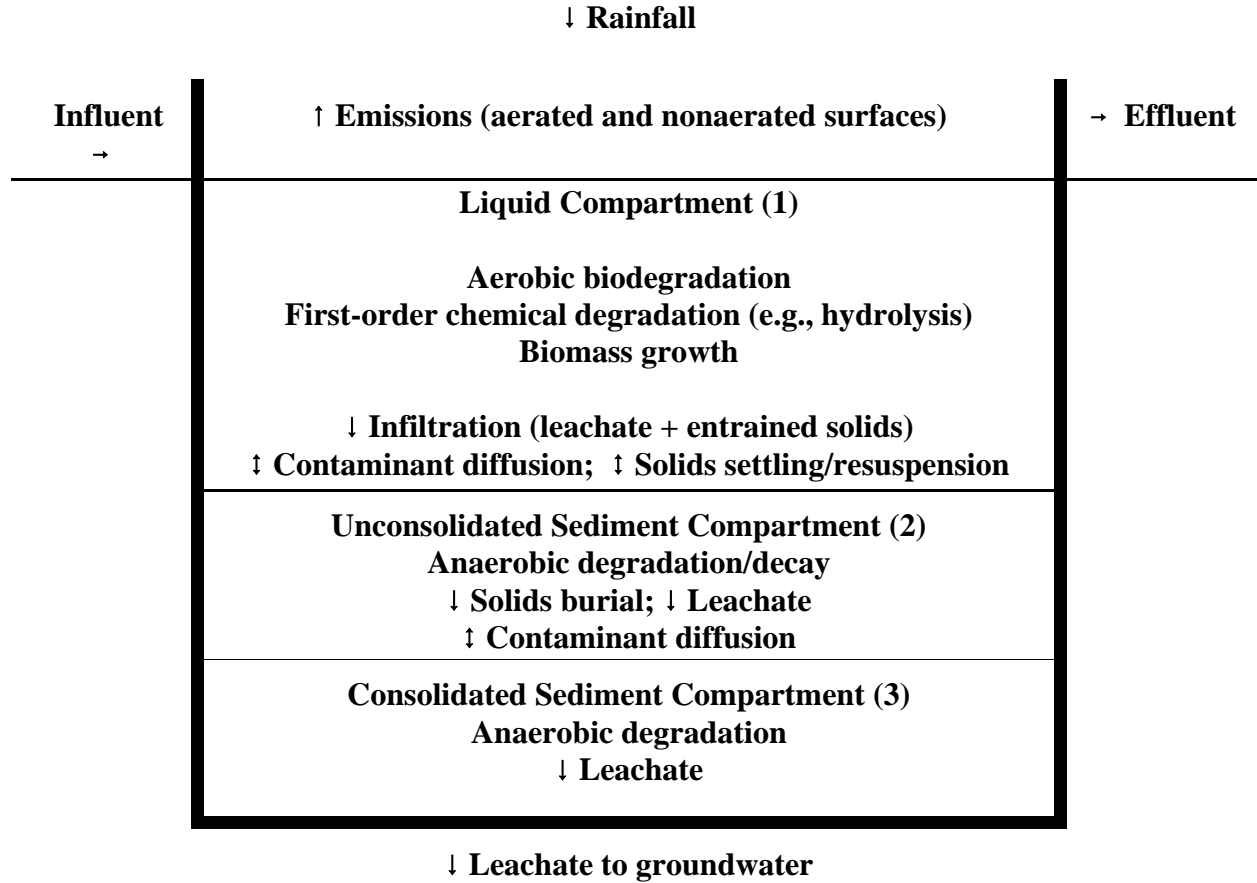 ↓ Rainfall
Influent
→
↑ Emissions (aerated and nonaerated surfaces)
→ Effluent
Liquid Compartment (1)
Aerobic biodegradation
First-order chemical degradation (e.g., hydrolysis)
Biomass growth
↓ Infiltration (leachate + entrained solids)
↕ Contaminant diffusion; ↕ Solids settling/resuspension
Unconsolidated Sediment Compartment (2)
Anaerobic degradation/decay
↓ Solids burial; ↓ Leachate
↕ Contaminant diffusion
Consolidated Sediment Compartment (3)
Anaerobic degradation
↓ Leachate
↓ Leachate to groundwater